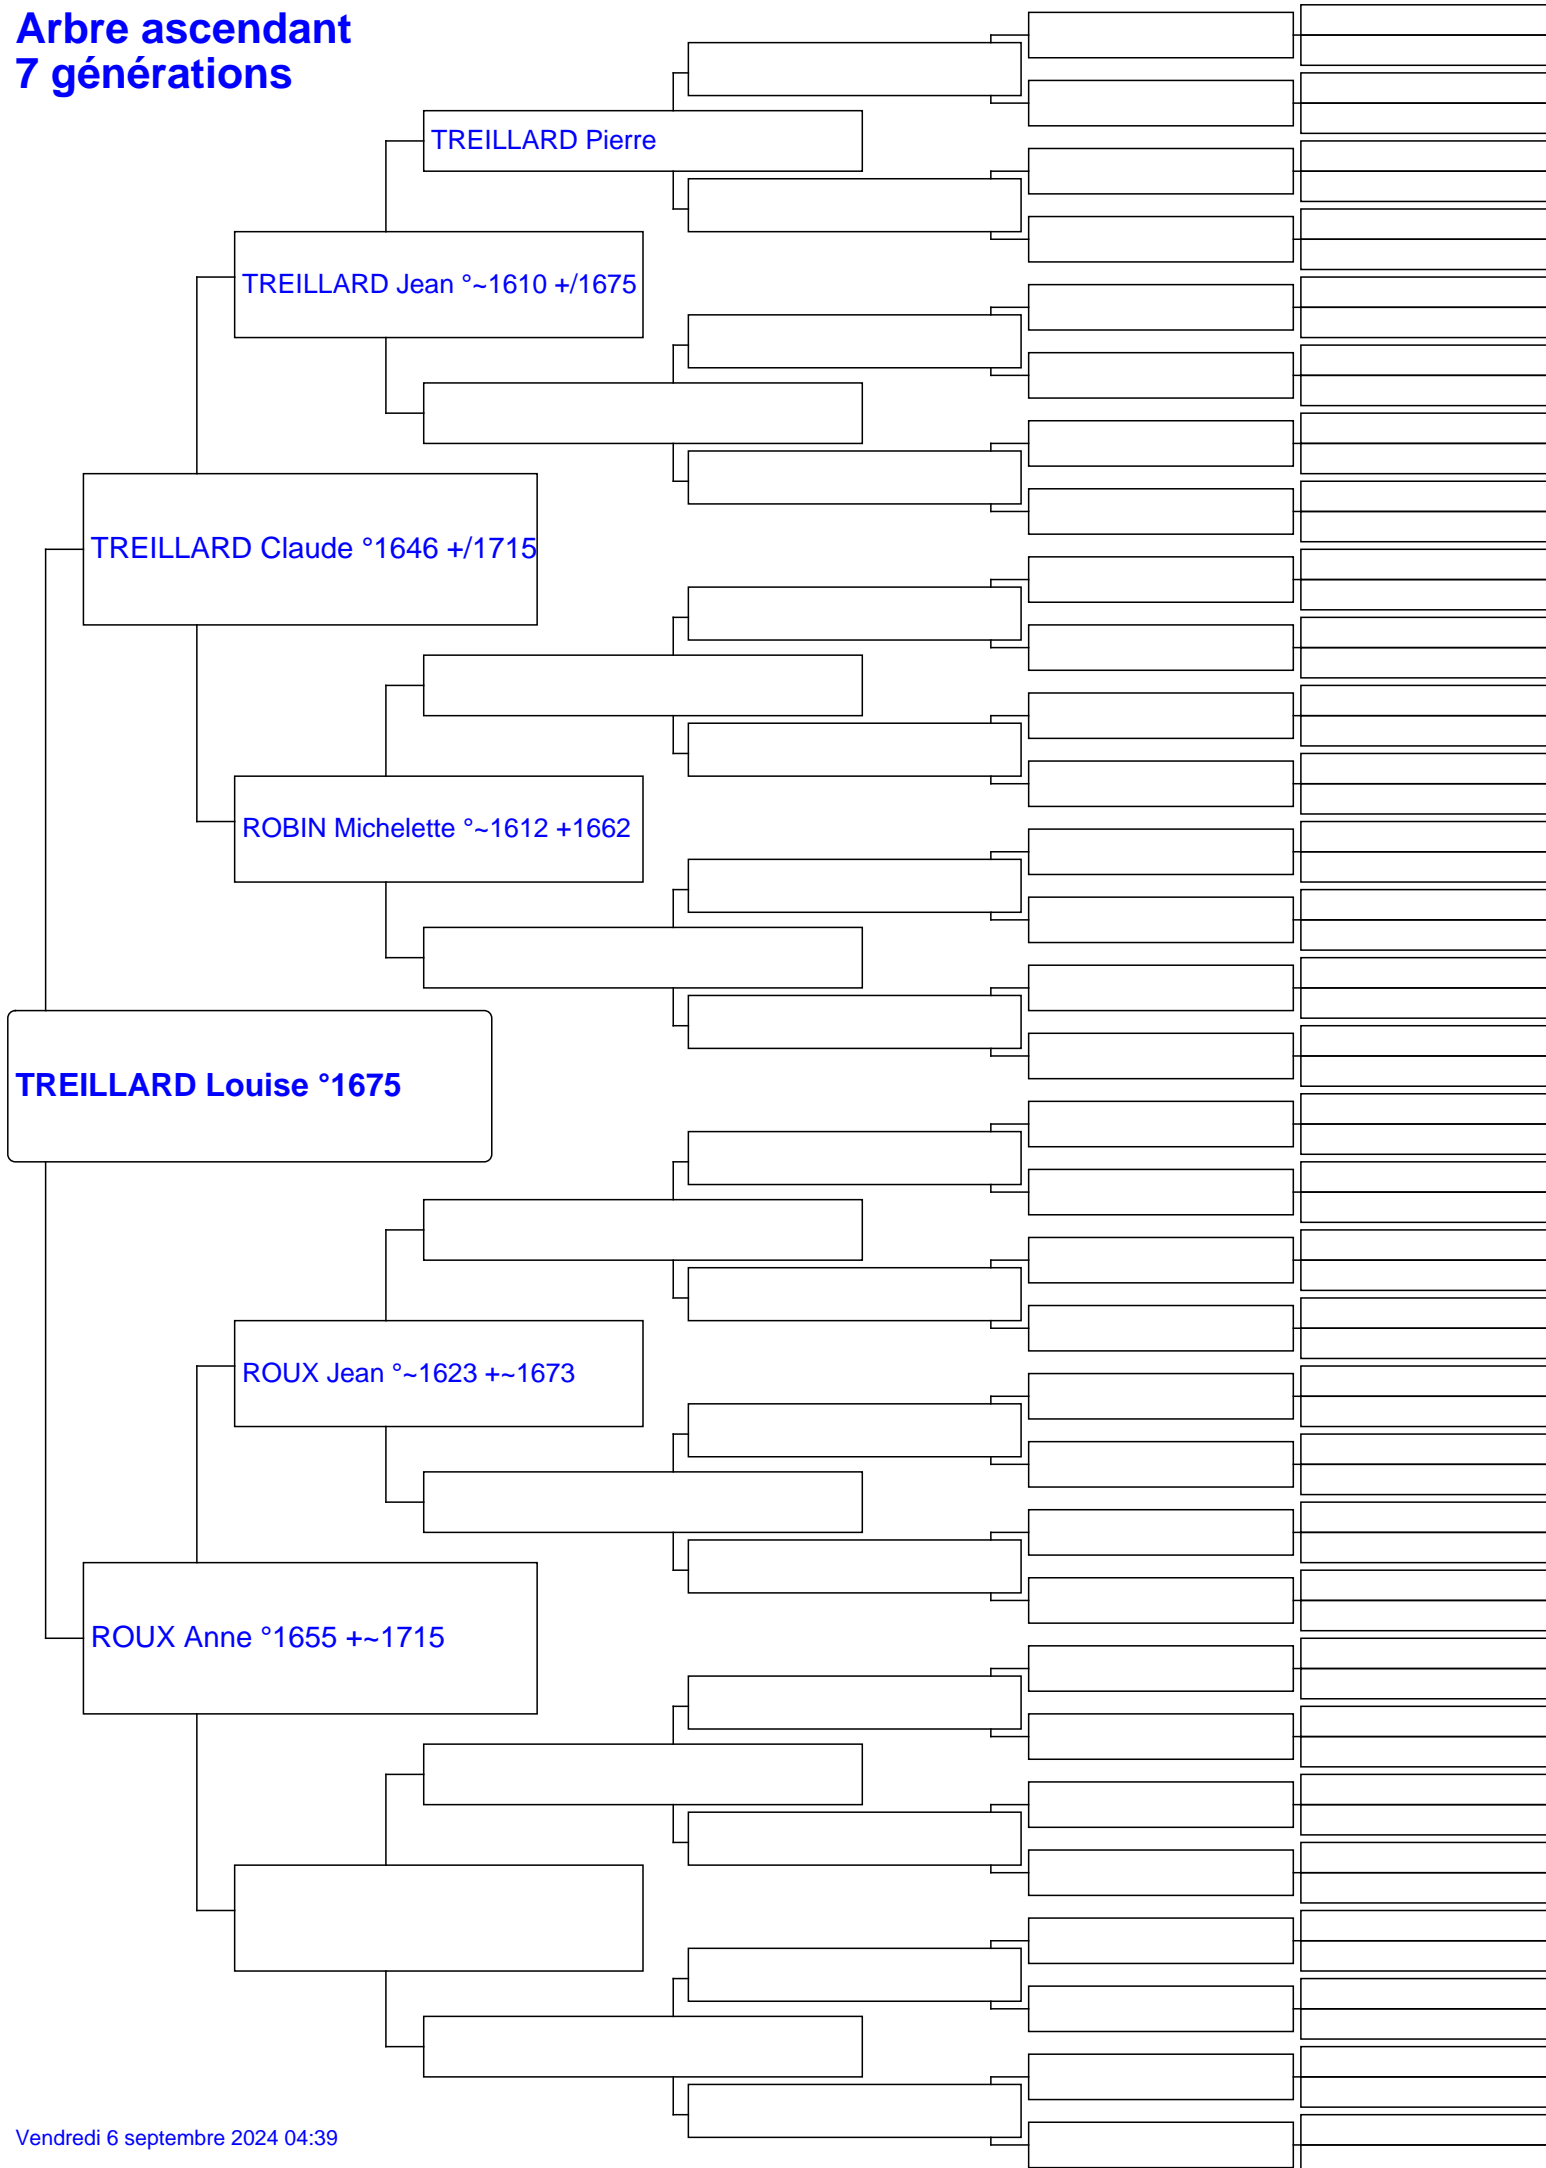 Arbre ascendant
7 générations
TREILLARD Pierre
TREILLARD Jean °~1610 +/1675
TREILLARD Claude °1646 +/1715
ROBIN Michelette °~1612 +1662
TREILLARD Louise °1675
ROUX Jean °~1623 +~1673
ROUX Anne °1655 +~1715
Vendredi 6 septembre 2024 04:39